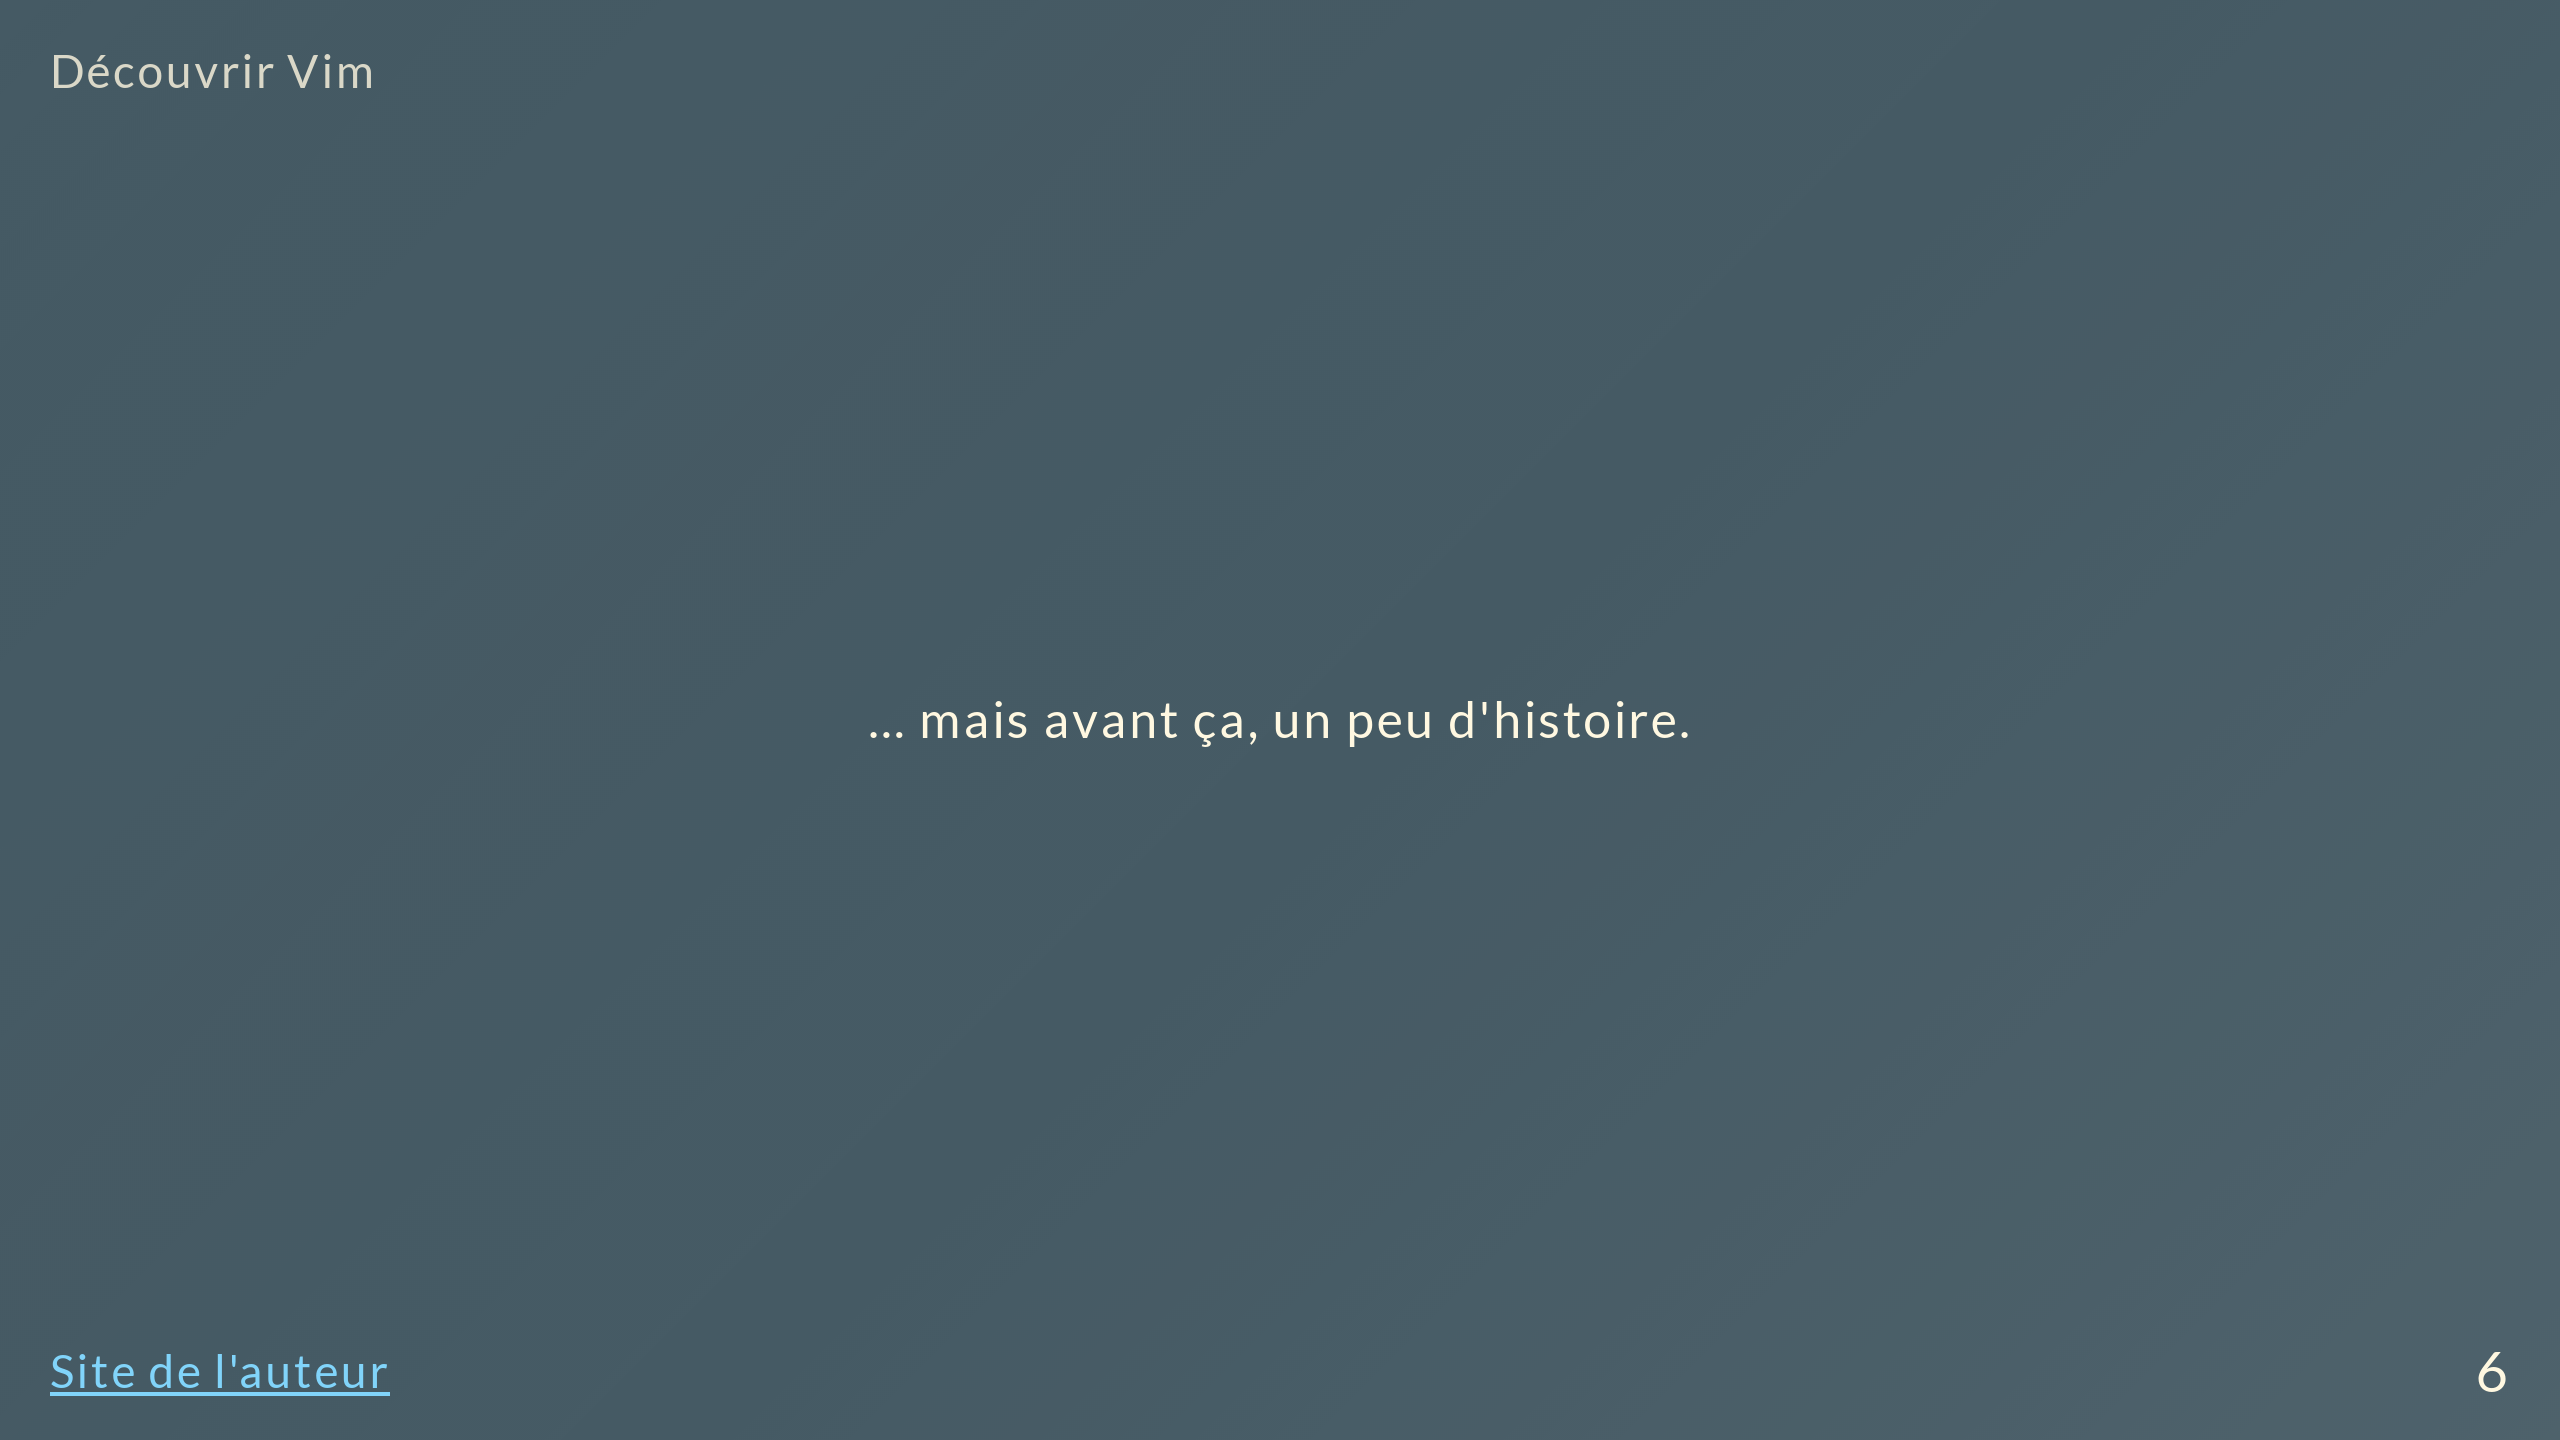 Découvrir Vim
... mais avant ça, un peu d'histoire.
Site de l'auteur
6